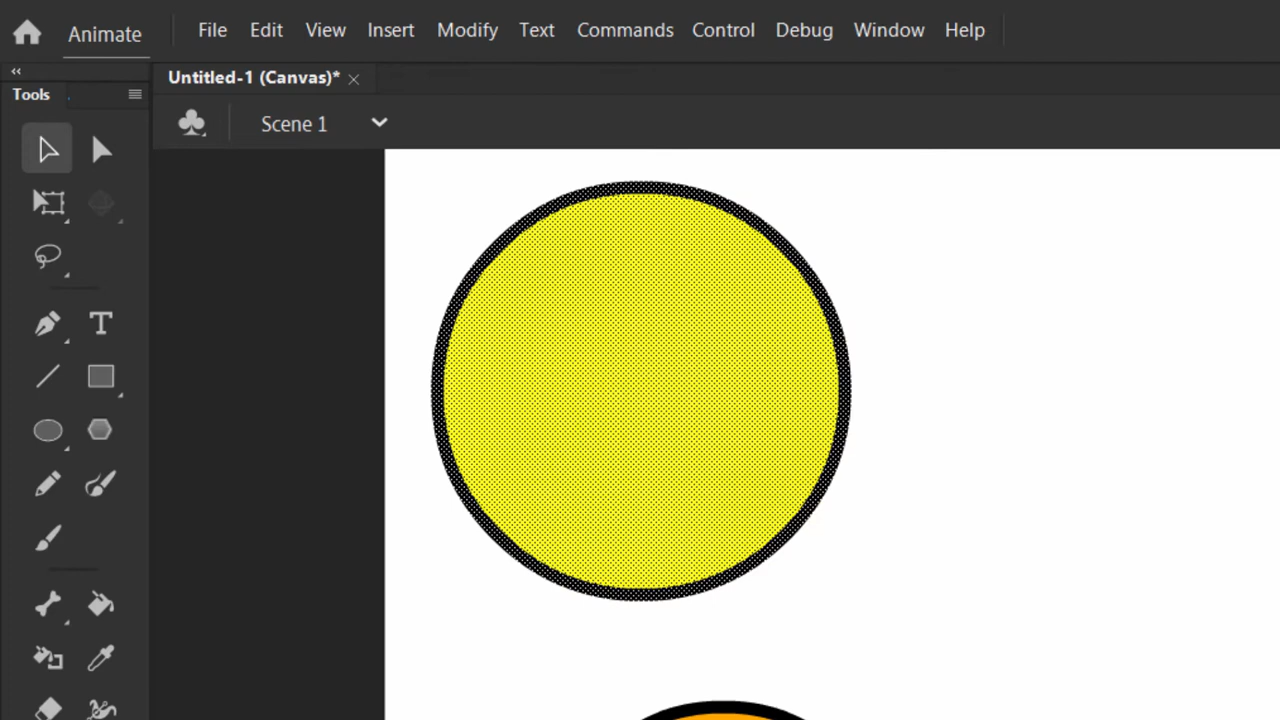 Animate File Edit View Insert Modify Text Commands Control Debug Window Help
Untitled-1 (Canvas)*
Tools
Scene 1
T